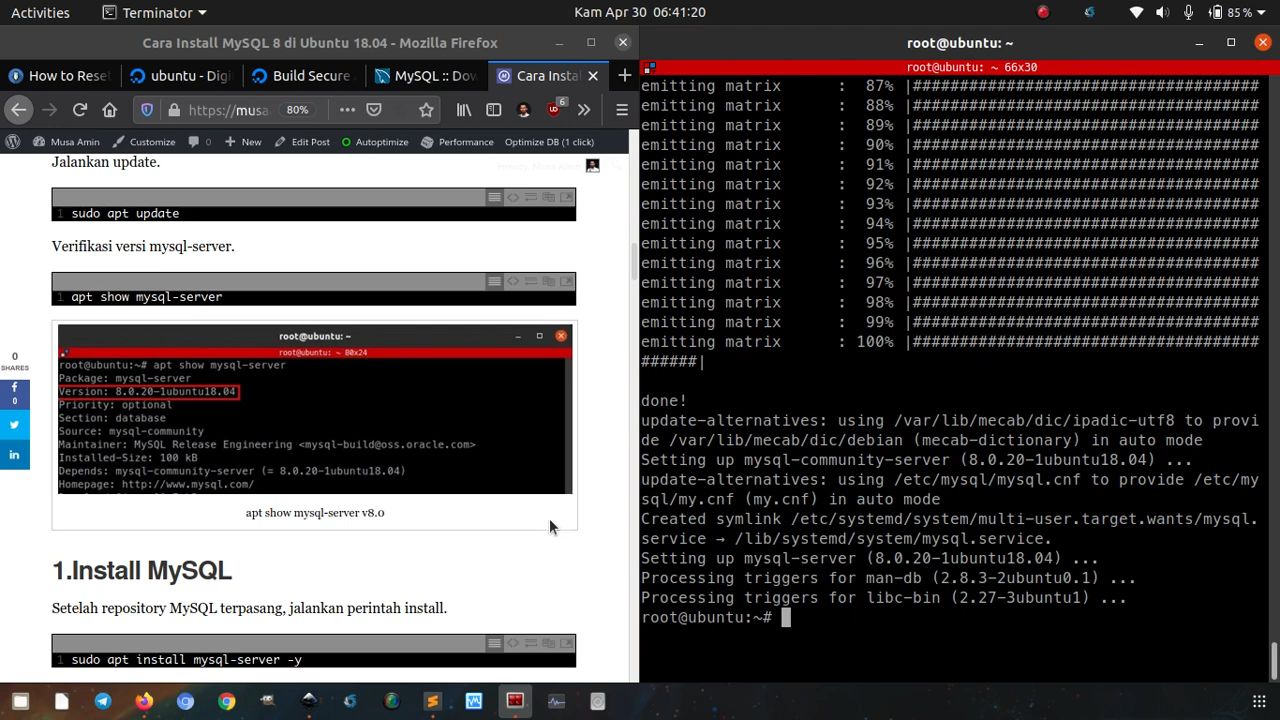 Activities
Terminator
Kam Apr 30 06:41:20
85 %
Cara Install MySQL 8 di Ubuntu 18.04 - Mozilla Firefox
How to Rese
ubuntu - Digi
Build Secure
MySQL :: Dow
Cara Instal
https://musa
80%
6
Musa Amin
Customize
0
New
Edit Post
Autoptimize
Performance
Optimize DB (1 click)
Jalankan update.
1 sudo apt update
Verifikasi versi mysql-server.
1 apt show mysql-server
root@ubuntu: ~
root@ubuntu: ~ 80x24
root@ubuntu:~# apt show mysql-server
Package: mysql-server
Version: 8.0.20-1ubuntu18.04
Priority: optional
Section: database
Source: mysql-community
Maintainer: MySQL Release Engineering <mysql-build@oss.oracle.com>
Installed-Size: 100 kB
Depends: mysql-community-server (= 8.0.20-1ubuntu18.04)
Homepage: http://www.mysql.com/
apt show mysql-server v8.0
0
SHARES
0
1.Install MySQL
Setelah repository MySQL terpasang, jalankan perintah install.
1 sudo apt install mysql-server -y
root@ubuntu: ~
root@ubuntu: ~ 66x30
emitting matrix : 87% |######################################
emitting matrix : 88% |######################################
emitting matrix : 89% |######################################
emitting matrix : 90% |######################################
emitting matrix : 91% |######################################
emitting matrix : 92% |######################################
emitting matrix : 93% |######################################
emitting matrix : 94% |######################################
emitting matrix : 95% |######################################
emitting matrix : 96% |######################################
emitting matrix : 97% |######################################
emitting matrix : 98% |######################################
emitting matrix : 99% |######################################
emitting matrix : 100% |######################################
######|
done!
update-alternatives: using /var/lib/mecab/dic/ipadic-utf8 to provi
de /var/lib/mecab/dic/debian (mecab-dictionary) in auto mode
Setting up mysql-community-server (8.0.20-1ubuntu18.04) ...
update-alternatives: using /etc/mysql/mysql.cnf to provide /etc/my
sql/my.cnf (my.cnf) in auto mode
Created symlink /etc/systemd/system/multi-user.target.wants/mysql.
service → /lib/systemd/system/mysql.service.
Setting up mysql-server (8.0.20-1ubuntu18.04) ...
Processing triggers for man-db (2.8.3-2ubuntu0.1) ...
Processing triggers for libc-bin (2.27-3ubuntu1) ...
root@ubuntu:~#